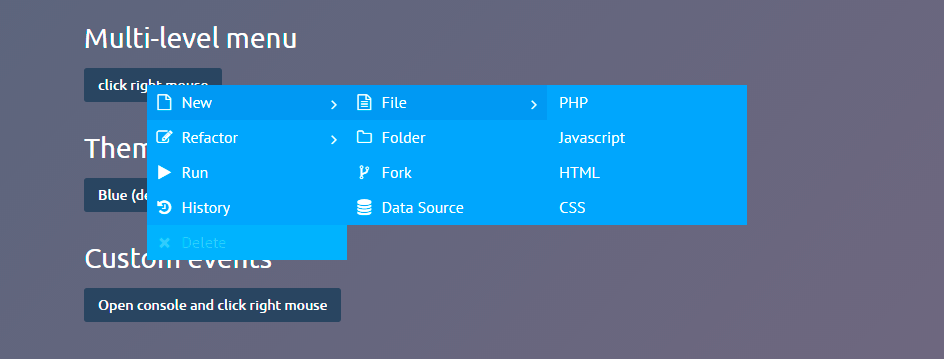 Multi-level menu
click right mouse
New
Refactor
Run
History
Delete
File
Folder
Fork
Data Source
PHP
Javascript
HTML
CSS
Blue
Custom events
Open console and click right mouse